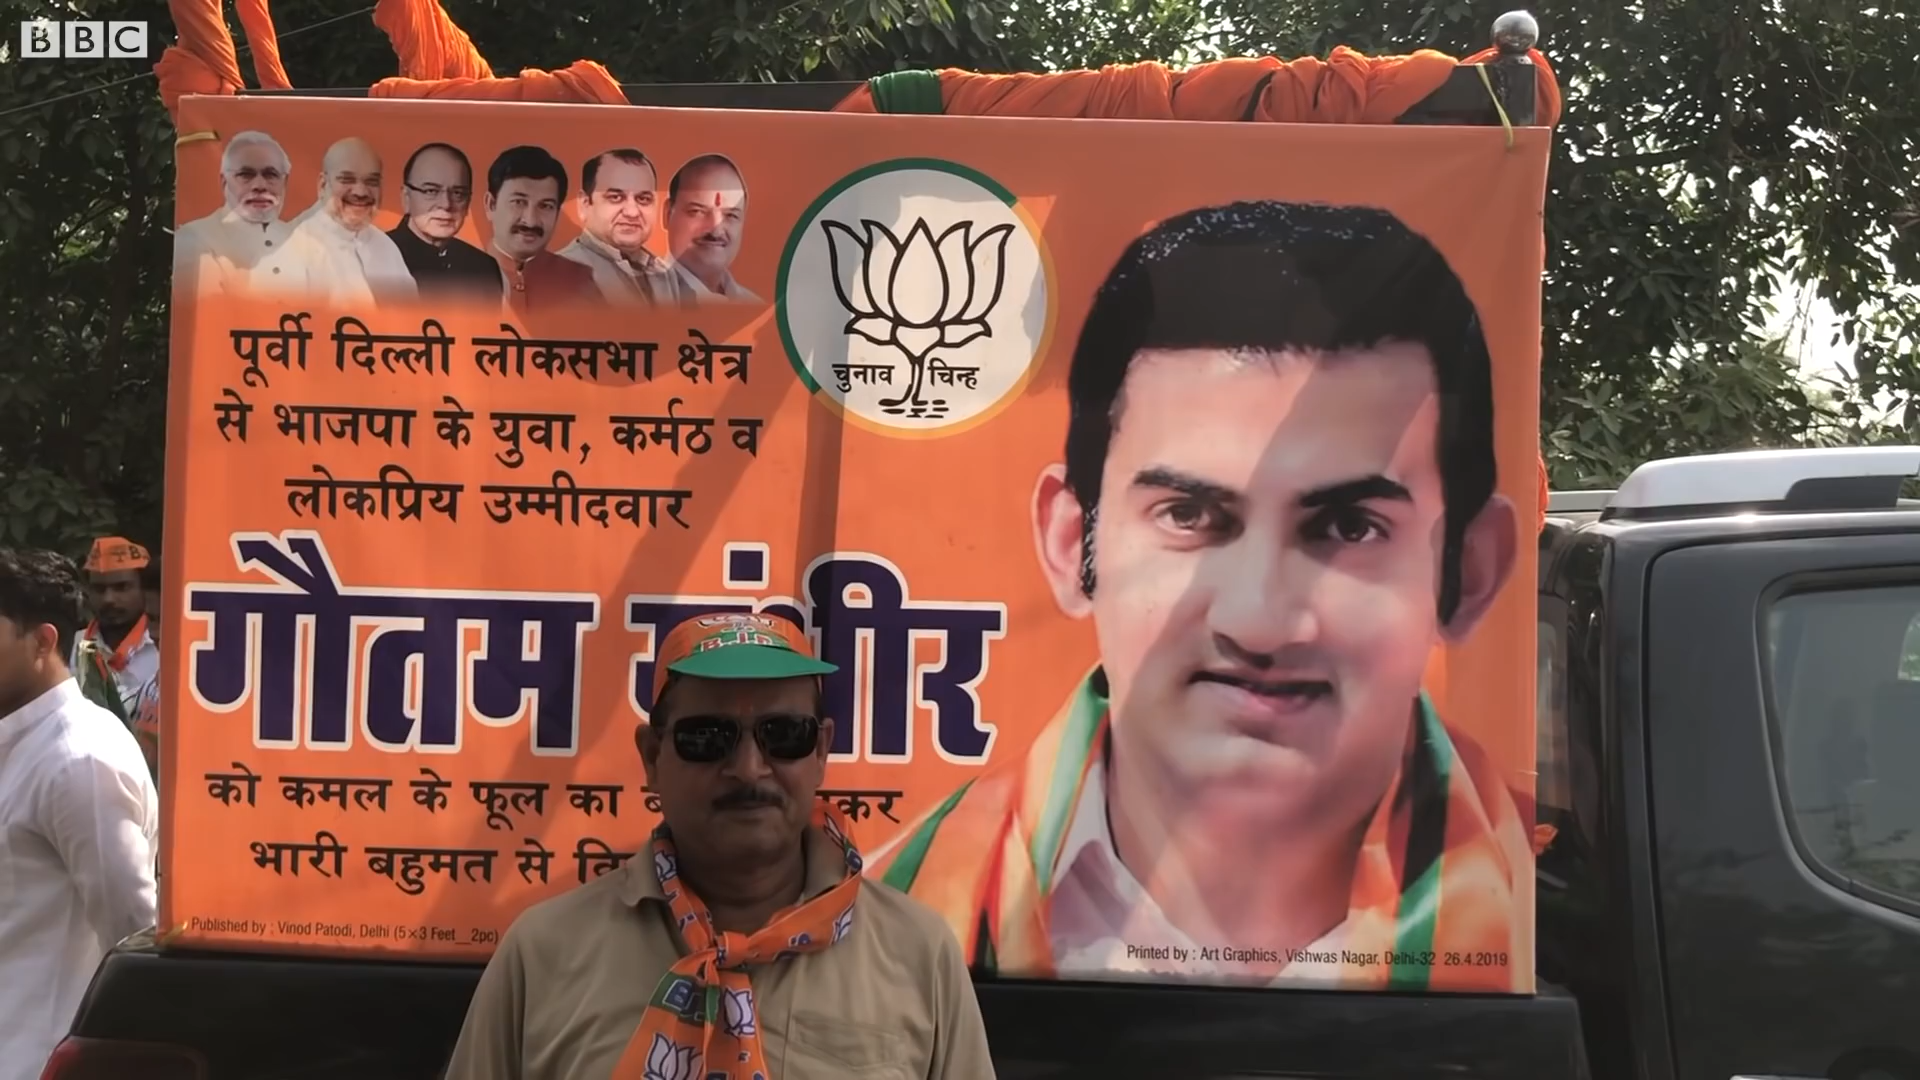 BBC
पूर्वी दिल्ली लोकसभा क्षेत्र
से भाजपा के युवा, कर्मठ व
लोकप्रिय उम्मीदवार
चुनाव चिन्ह
गौतम
को कमल के फूल का
भारी बहुमत से
Published by : Vinod Patodi, Delhi (5×3 Feet__2pc)
Printed by : Art Graphics, Vishwas Nagar, Delhi-32 26.4.2019
B.J.P